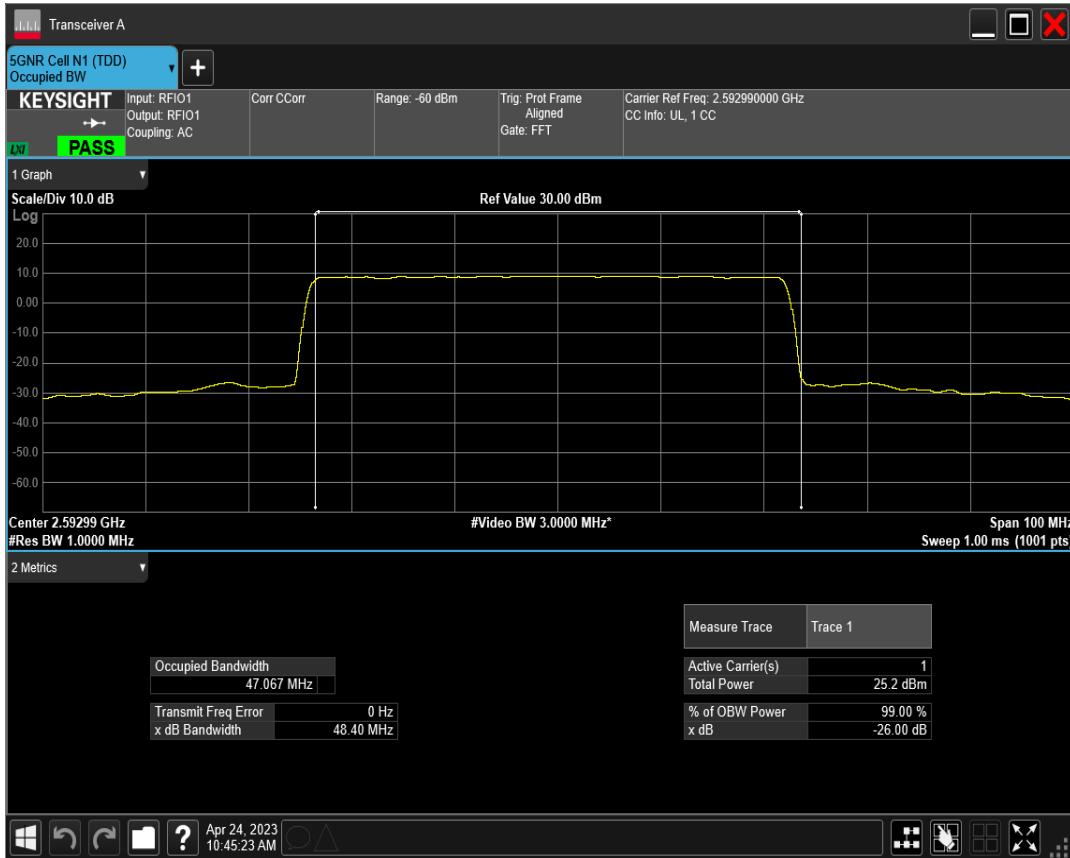 Transceiver A
5GNR Cell N1 (TDD)
Occupied BW
+
KEYSIGHT
LXI
PASS
Input: RFIO1
Output: RFIO1
Coupling: AC
Corr CCorr
Range: -60 dBm
Trig: Prot Frame
Aligned
Gate: FFT
Carrier Ref Freq: 2.592990000 GHz
CC Info: UL, 1 CC
1 Graph
Scale/Div 10.0 dB
Ref Value 30.00 dBm
Log
20.0
10.0
0.00
-10.0
-20.0
-30.0
-40.0
-50.0
-60.0
Center 2.59299 GHz
#Video BW 3.0000 MHz*
Span 100 MHz
#Res BW 1.0000 MHz
Sweep 1.00 ms (1001 pts)
2 Metrics
Measure Trace Trace 1
Occupied Bandwidth
47.067 MHz
Active Carrier(s) 1
Total Power 25.2 dBm
Transmit Freq Error 0 Hz
x dB Bandwidth 48.40 MHz
% of OBW Power 99.00 %
x dB -26.00 dB
?
Apr 24, 2023
10:45:23 AM